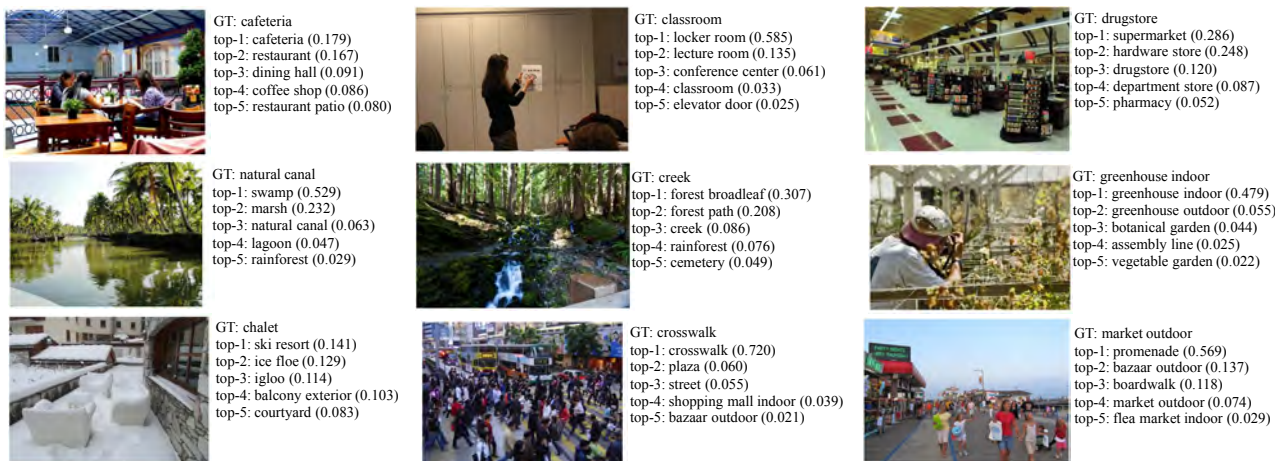 GT: cafeteria
top-1: cafeteria (0.179)
top-2: restaurant (0.167)
top-3: dining hall (0.091)
top-4: coffee shop (0.086)
top-5: restaurant patio (0.080)
GT: classroom
top-1: locker room (0.585)
top-2: lecture room (0.135)
top-3: conference center (0.061)
top-4: classroom (0.033)
top-5: elevator door (0.025)
GT: drugstore
top-1: supermarket (0.286)
top-2: hardware store (0.248)
top-3: drugstore (0.120)
top-4: department store (0.087)
top-5: pharmacy (0.052)
GT: natural canal
top-1: swamp (0.529)
top-2: marsh (0.232)
top-3: natural canal (0.063)
top-4: lagoon (0.047)
top-5: rainforest (0.029)
GT: creek
top-1: forest broadleaf (0.307)
top-2: forest path (0.208)
top-3: creek (0.086)
top-4: rainforest (0.076)
top-5: cemetery (0.049)
GT: greenhouse indoor
top-1: greenhouse indoor (0.479)
top-2: greenhouse outdoor (0.055)
top-3: botanical garden (0.044)
top-4: assembly line (0.025)
top-5: vegetable garden (0.022)
GT: chalet
top-1: ski resort (0.141)
top-2: ice floe (0.129)
top-3: igloo (0.114)
top-4: balcony exterior (0.103)
top-5: courtyard (0.083)
GT: crosswalk
top-1: crosswalk (0.720)
top-2: plaza (0.060)
top-3: street (0.055)
top-4: shopping mall indoor (0.039)
top-5: bazaar outdoor (0.021)
GT: market outdoor
top-1: promenade (0.569)
top-2: bazaar outdoor (0.137)
top-3: boardwalk (0.118)
top-4: market outdoor (0.074)
top-5: flea market indoor (0.029)